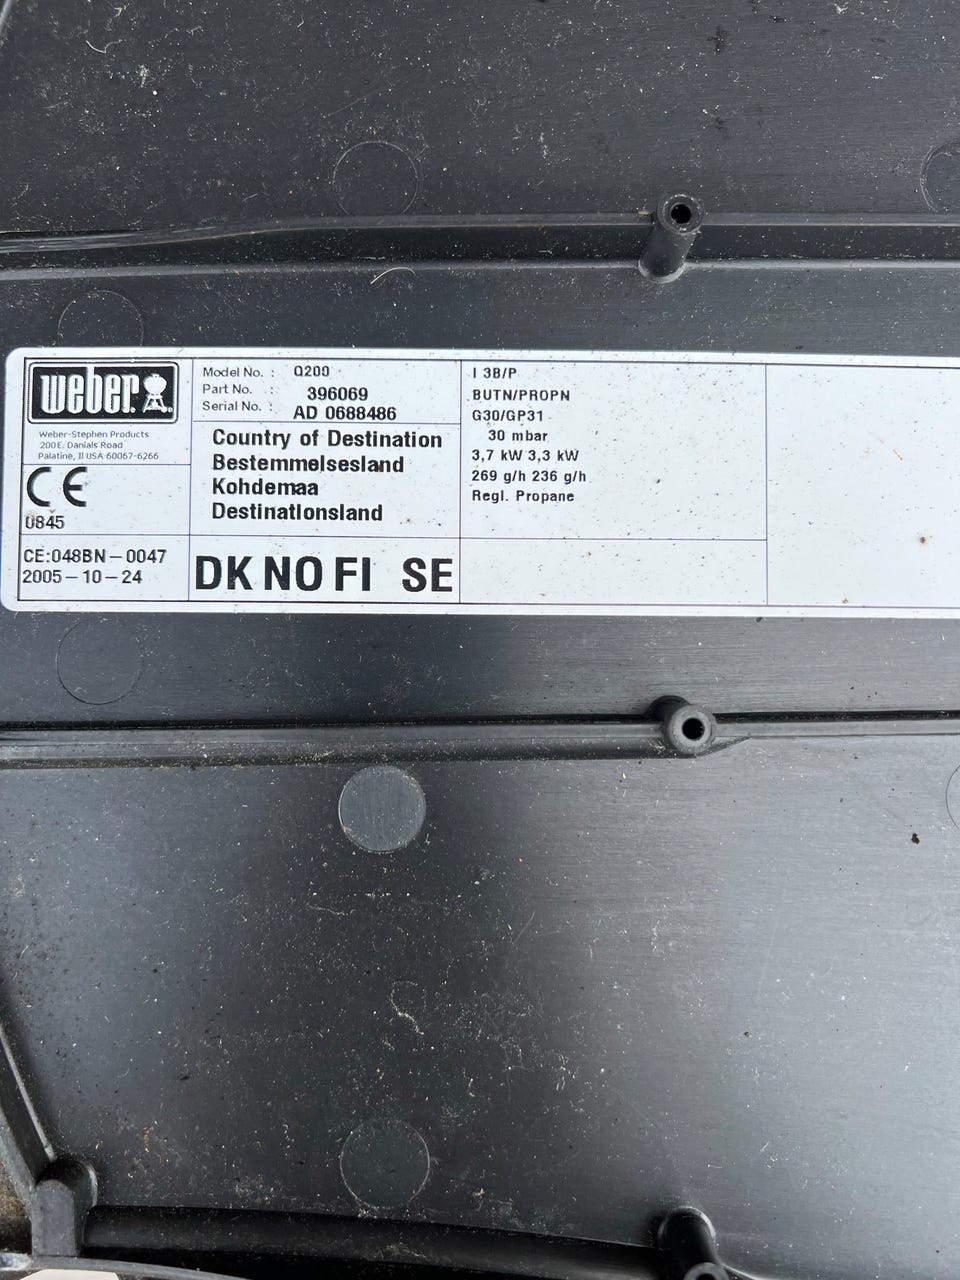 weber.
Weber-Stephen Products
200 E. Danials Road
Palatine, Il USA 60067-6266
CE
0845
CE:048BN-0047
2005-10-24
Model No. : Q200
Part No. : 396069
Serial No. : AD 0688486
Country of Destination
Bestemmelsesland
Kohdemaa
Destinationsland
DK NO FI SE
I 3B/P
BUTN/PROPN
G30/GP31
30 mbar
3,7 kW 3,3 kW
269 g/h 236 g/h
Regl. Propane